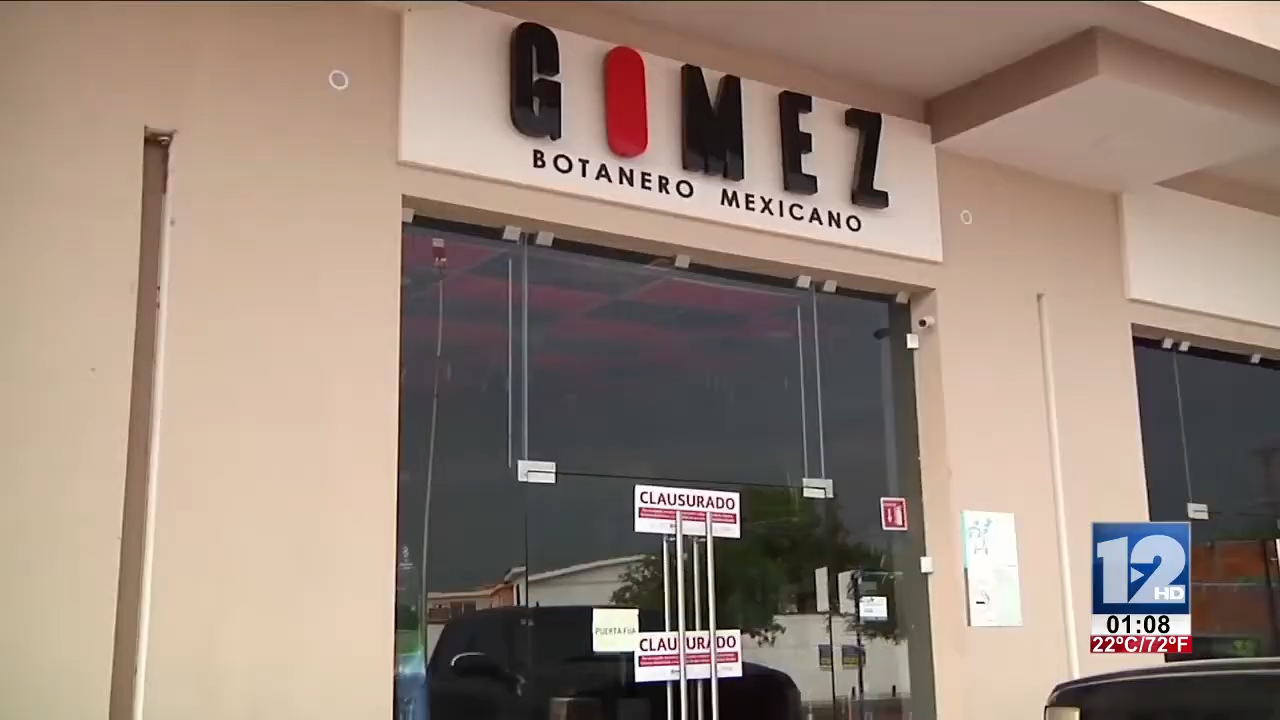 GOMEZ
BOTANERO MEXICANO
CLAUSURADO
PUERTA FIJA
CLAUSURADO
12
HD
01:08
22°C/72°F